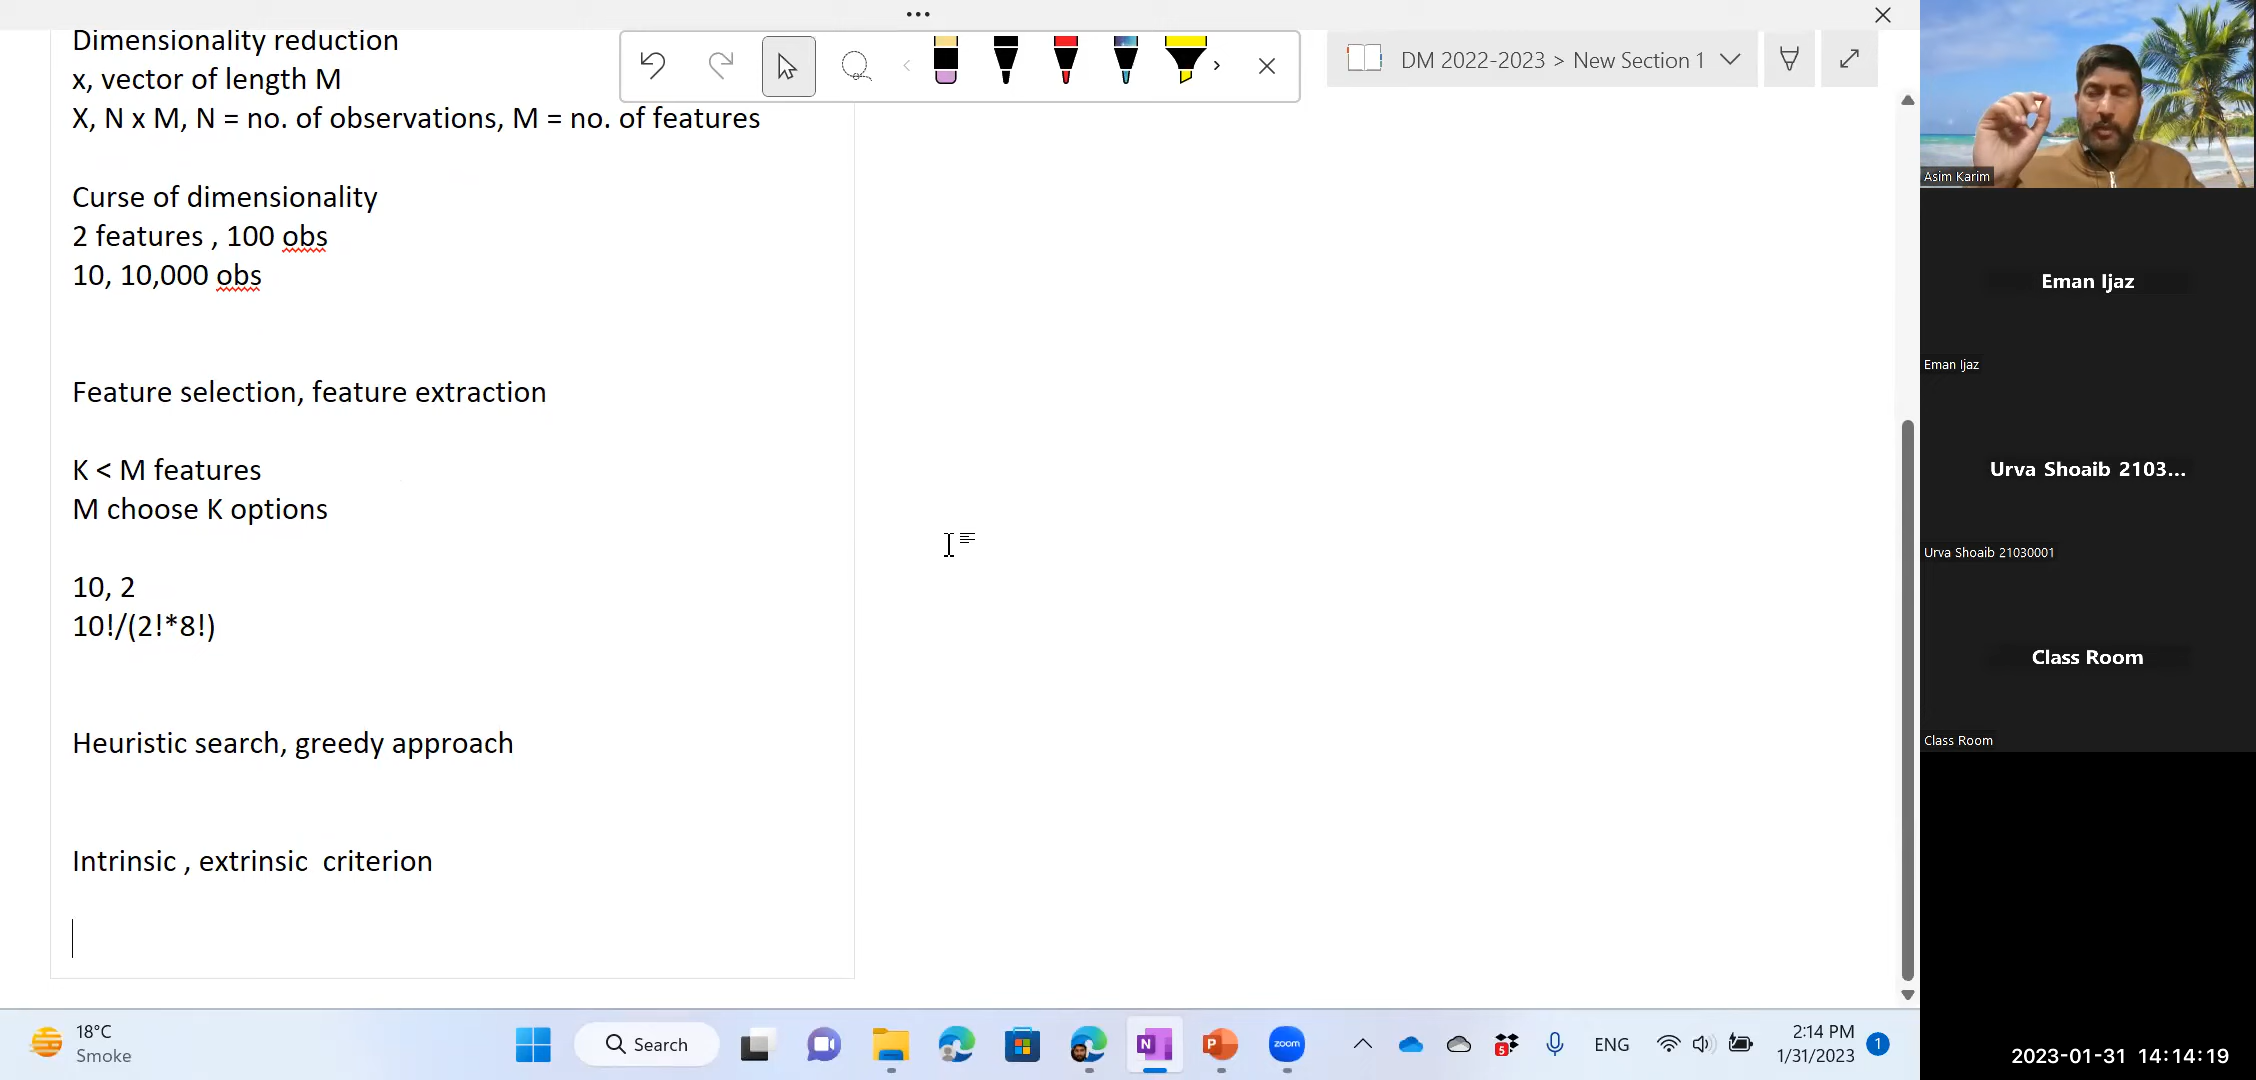 Dimensionality reduction
x, vector of length M
X, N x M, N = no. of observations, M = no. of features
Curse of dimensionality
2 features , 100 obs
10, 10,000 obs
Feature selection, feature extraction
K < M features
M choose K options
10, 2
10!/(2!*8!)
Heuristic search, greedy approach
Intrinsic , extrinsic  criterion
DM 2022-2023 > New Section 1
Asim Karim
Eman Ijaz
Eman Ijaz
Urva Shoaib 2103...
Urva Shoaib 21030001
Class Room
Class Room
18°C
Smoke
Search
N
P
zoom
5
ENG
2:14 PM
1/31/2023
1
2023-01-31 14:14:19